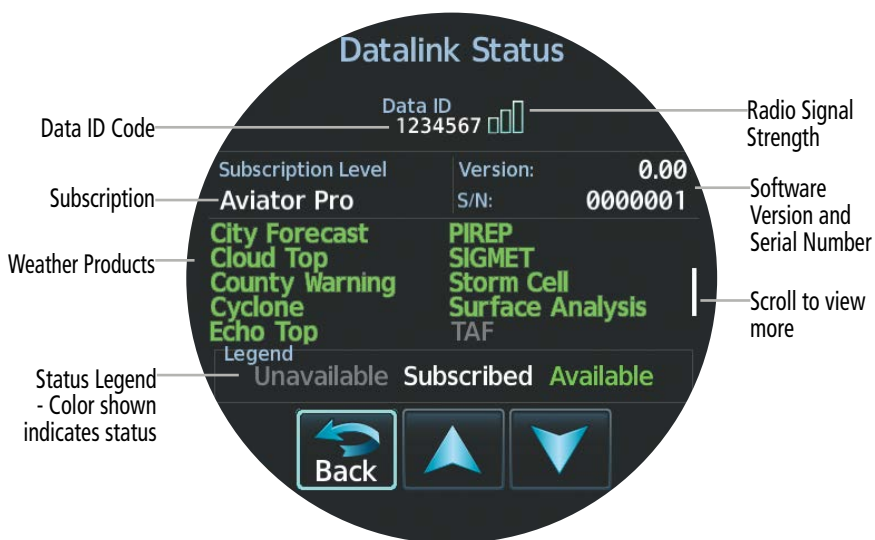 Datalink Status
Data ID
1234567
Data ID Code
Radio Signal
Strength
Subscription Level
Aviator Pro
Version: 0.00
S/N: 0000001
Subscription
Software
Version and
Serial Number
City Forecast
Cloud Top
County Warning
Cyclone
Echo Top
PIREP
SIGMET
Storm Cell
Surface Analysis
TAF
Weather Products
Scroll to view
more
Legend
Unavailable Subscribed Available
Status Legend
- Color shown
indicates status
Back